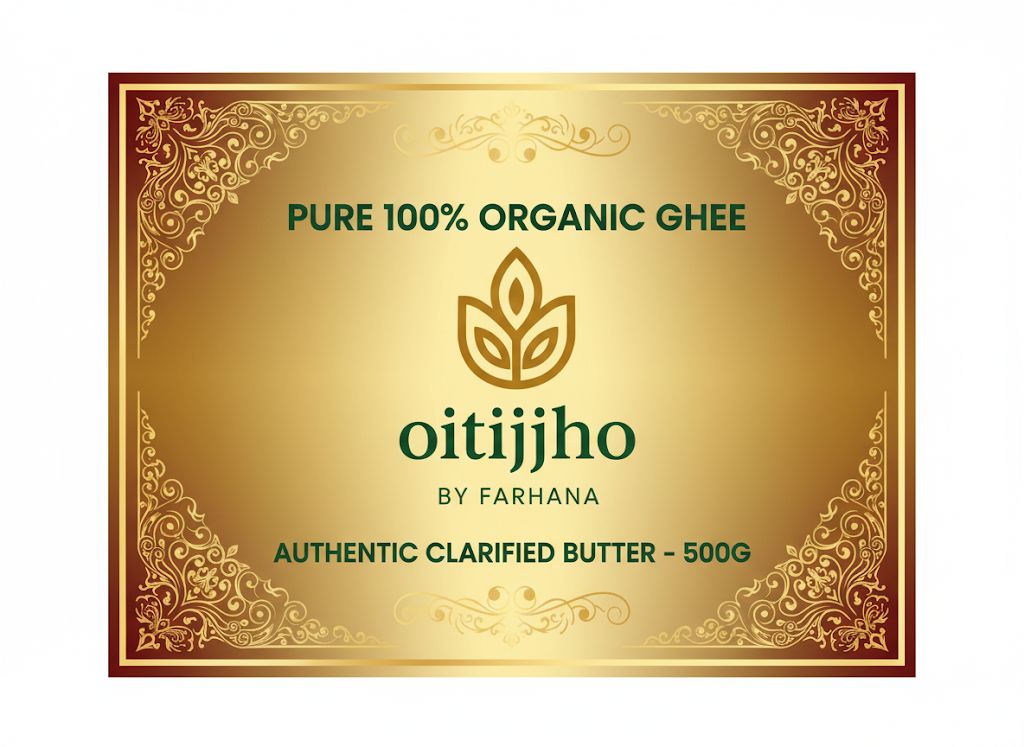 PURE 100% ORGANIC GHEE
oitijjho
BY FARHANA
AUTHENTIC CLARIFIED BUTTER - 500G